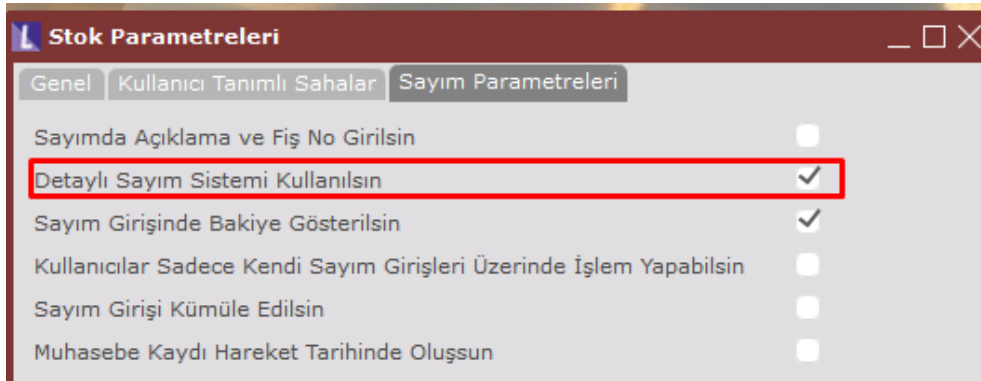 Stok Parametreleri
Genel Kullanıcı Tanımlı Sahalar Sayım Parametreleri
Sayımda Açıklama ve Fiş No Girilsin
Detaylı Sayım Sistemi Kullanılsın
Sayım Girişinde Bakiye Gösterilsin
Kullanıcılar Sadece Kendi Sayım Girişleri Üzerinde İşlem Yapabilsin
Sayım Girişi Kümüle Edilsin
Muhasebe Kaydı Hareket Tarihinde Oluşsun